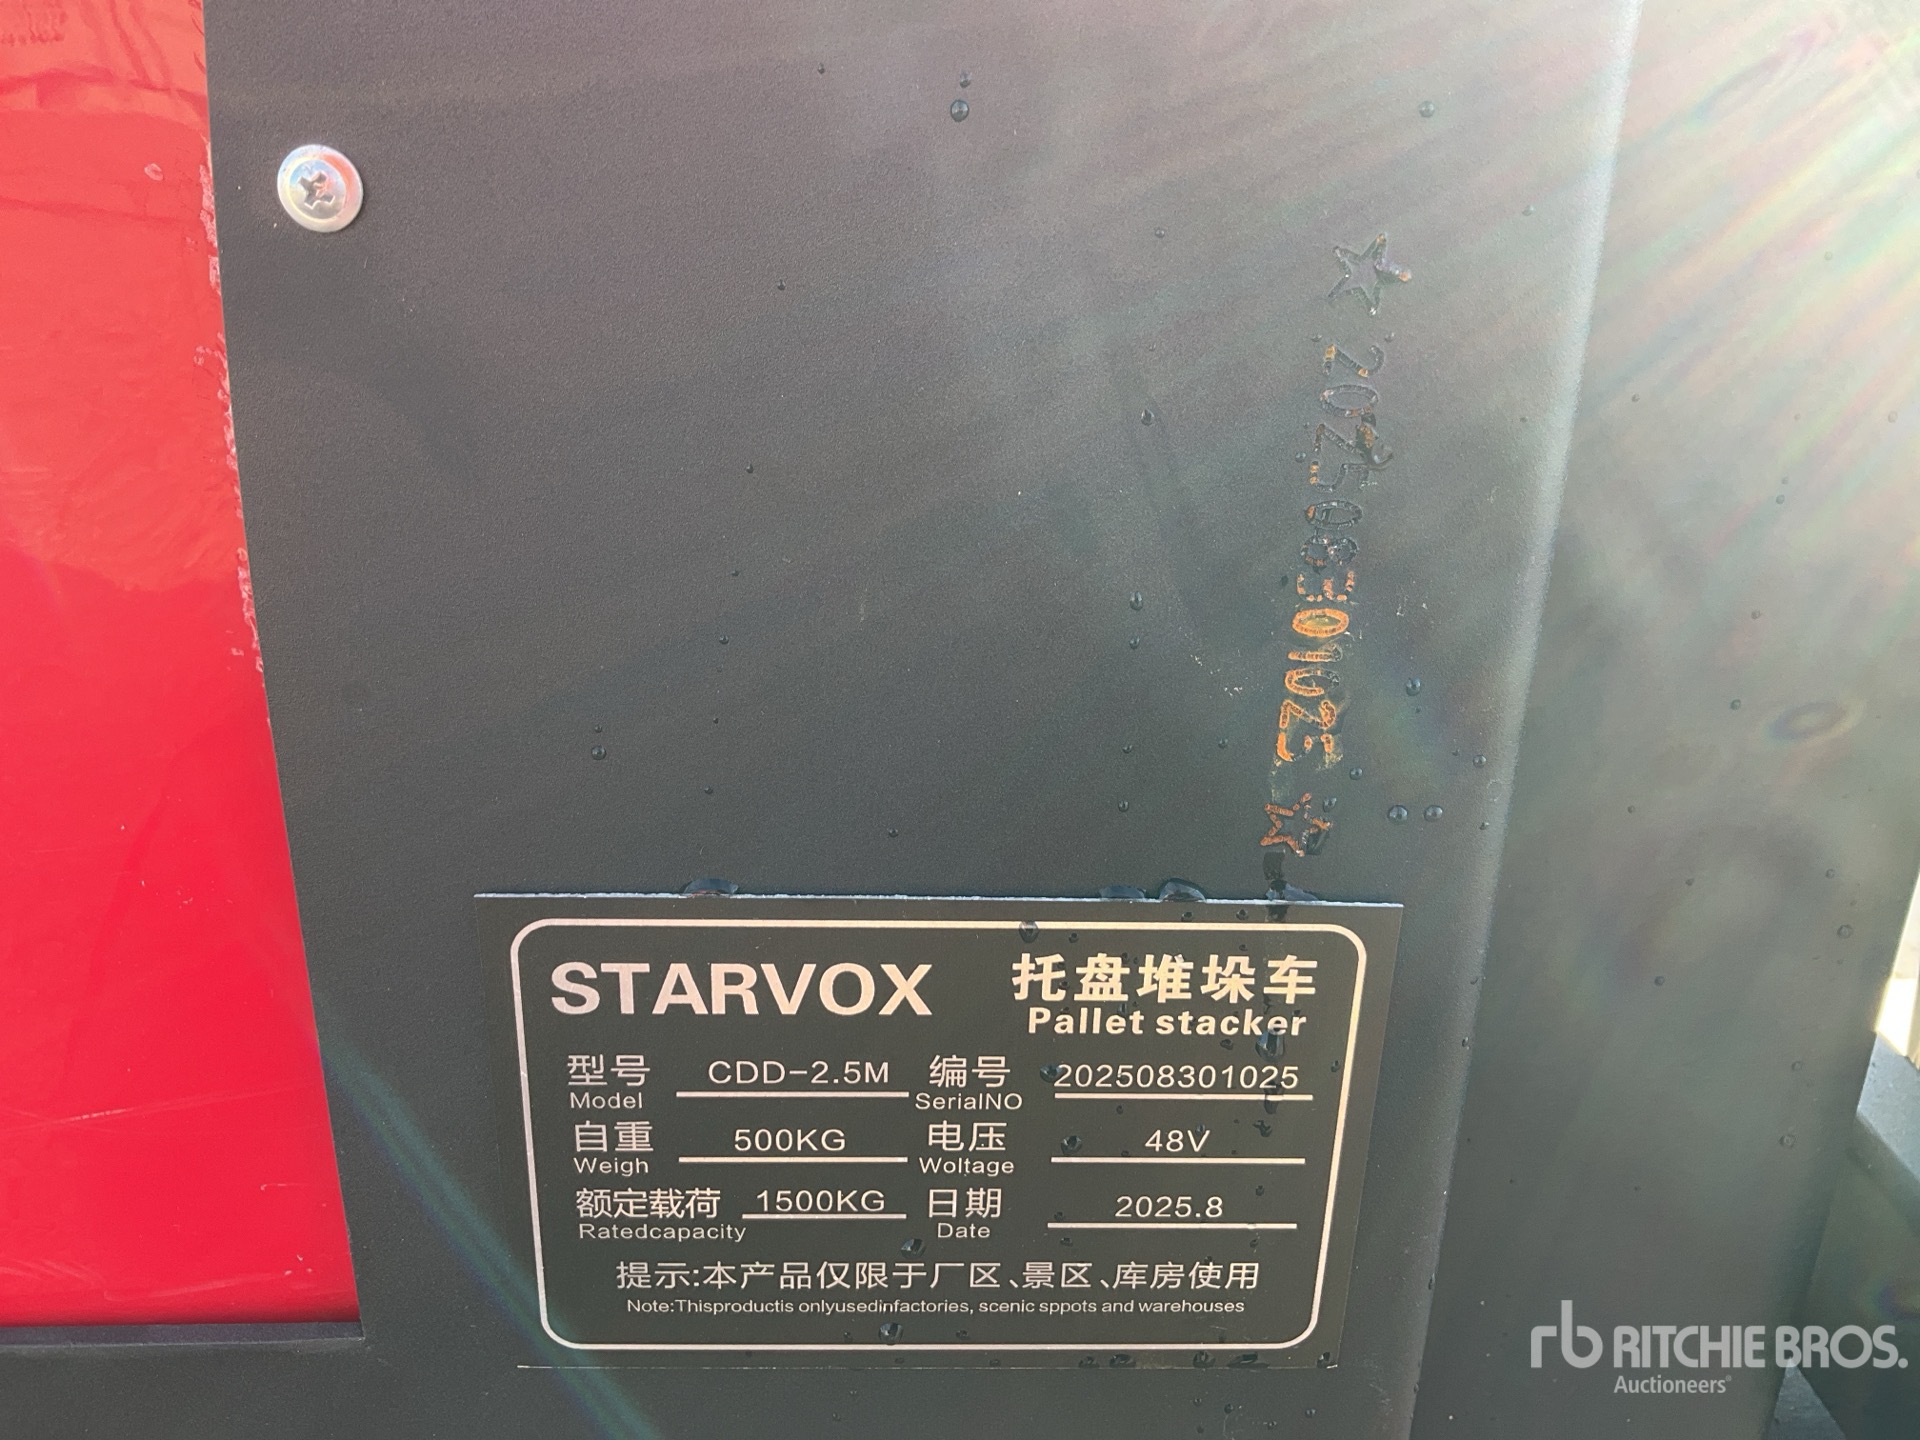 ☆202508301025☆
STARVOX 托盘堆垛车
Pallet stacker
型号 CDD-2.5M 编号 202508301025
Model SerialNO
自重 500KG 电压 48V
Weigh Woltage
额定载荷 1500KG 日期 2025.8
Ratedcapacity Date
提示:本产品仅限于厂区、景区、库房使用
Note:Thisproductis onlyusedinfactories, scenic sppots and warehouses
rb RITCHIE BROS.
Auctioneers